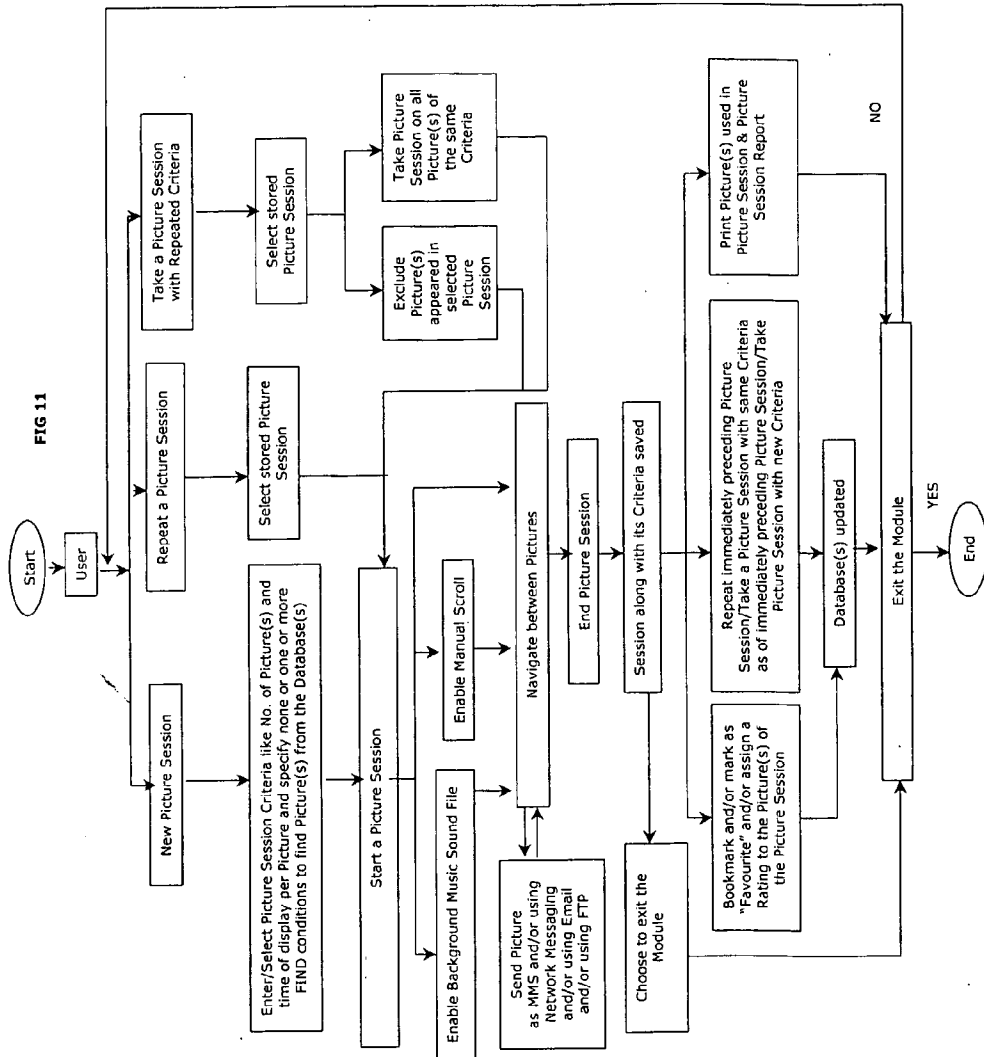 FIG 11
Start
User
New Picture Session
Repeat a Picture Session
Take a Picture Session
with Repeated Criteria
Enter/Select Picture Session Criteria like No. of Picture(s) and
time of display per Picture and specify none or one or more
FIND conditions to find Picture(s) from the Database(s)
Select stored Picture
Session
Select stored
Picture Session
Exclude
Picture(s)
appeared in
selected
Picture
Session
Take Picture
Session on all
Picture(s) of
the same
Criteria
Start a Picture Session
Enable Background Music Sound File
Enable Manual Scroll
Navigate between Pictures
Send Picture
as MMS and/or using
Network Messaging
and/or using Email
and/or using FTP
End Picture Session
Session along with its Criteria saved
Choose to exit the
Module
Bookmark and/or mark as
"Favourite" and/or assign a
Rating to the Picture(s) of
the Picture Session
Repeat immediately preceding Picture
Session/Take a Picture Session with same Criteria
as of immediately preceding Picture Session/Take
Picture Session with new Criteria
Print Picture(s) used in
Picture Session & Picture
Session Report
Database(s) updated
Exit the Module
NO
YES
End